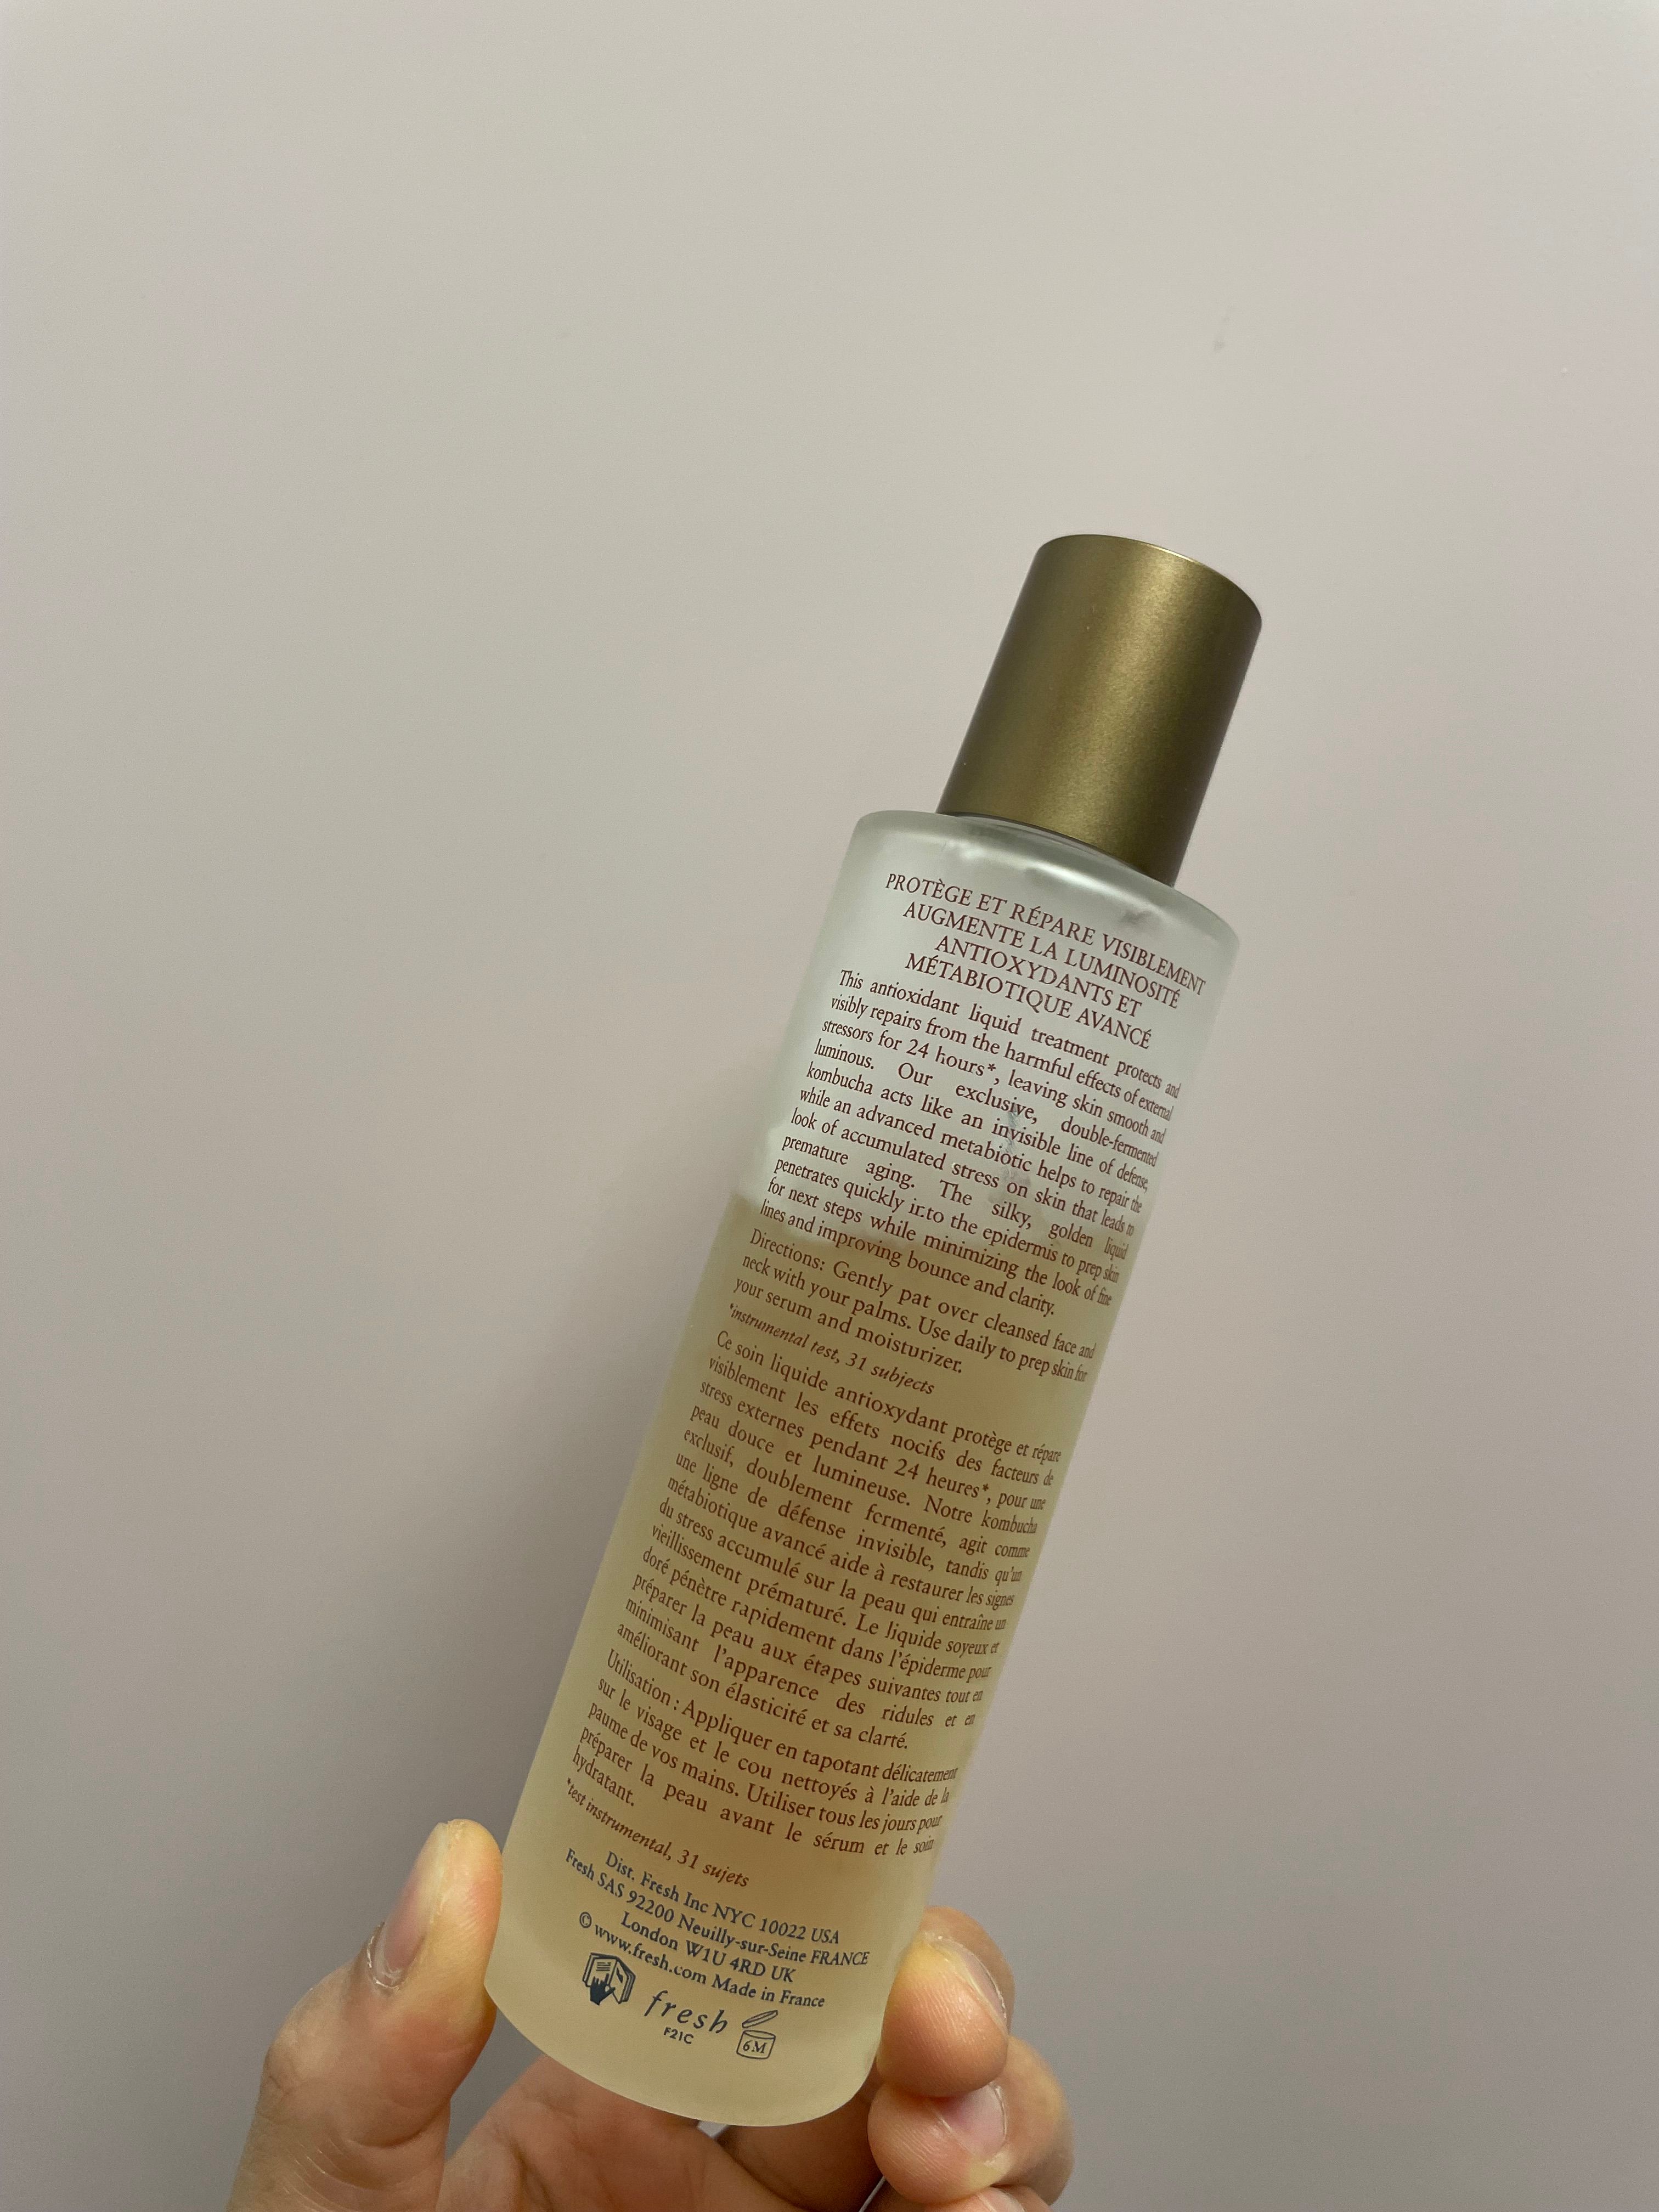 PROTÈGE ET RÉPARE VISIBLEMENT
AUGMENTE LA LUMINOSITÉ
ANTIOXYDANTS ET
MÉTABIOTIQUE AVANCÉ
This antioxidant liquid treatment protects and
visibly repairs from the harmful effects of external
stressors for 24 hours*, leaving skin smooth and
luminous. Our exclusive, double-fermented
kombucha acts like an invisible line of defense,
while an advanced metabiotic helps to repair the
look of accumulated stress on skin that leads to
premature aging. The silky, golden liquid
penetrates quickly into the epidermis to prep skin
for next steps while minimizing the look of fine
lines and improving bounce and clarity.
Directions: Gently pat over cleansed face and
neck with your palms. Use daily to prep skin for
your serum and moisturizer.
*instrumental test, 31 subjects
Ce soin liquide antioxydant protège et répare
visiblement les effets nocifs des facteurs de
stress externes pendant 24 heures*, pour une
peau douce et lumineuse. Notre kombucha
exclusif, doublement fermenté, agit comme
une ligne de défense invisible, tandis qu'un
métabiotique avancé aide à restaurer les signes
du stress accumulé sur la peau qui entraîne un
vieillissement prématuré. Le liquide soyeux et
doré pénètre rapidement dans l'épiderme pour
préparer la peau aux étapes suivantes tout en
minimisant l'apparence des ridules et en
améliorant son élasticité et sa clarté.
Utilisation : Appliquer en tapotant délicatement
sur le visage et le cou nettoyés à l'aide de la
paume de vos mains. Utiliser tous les jours pour
préparer la peau avant le sérum et le soin
hydratant.
*test instrumental, 31 sujets
Dist. Fresh Inc NYC 10022 USA
Fresh SAS 92200 Neuilly-sur-Seine FRANCE
London W1U 4RD UK
© www.fresh.com Made in France
fresh
F21C
6M